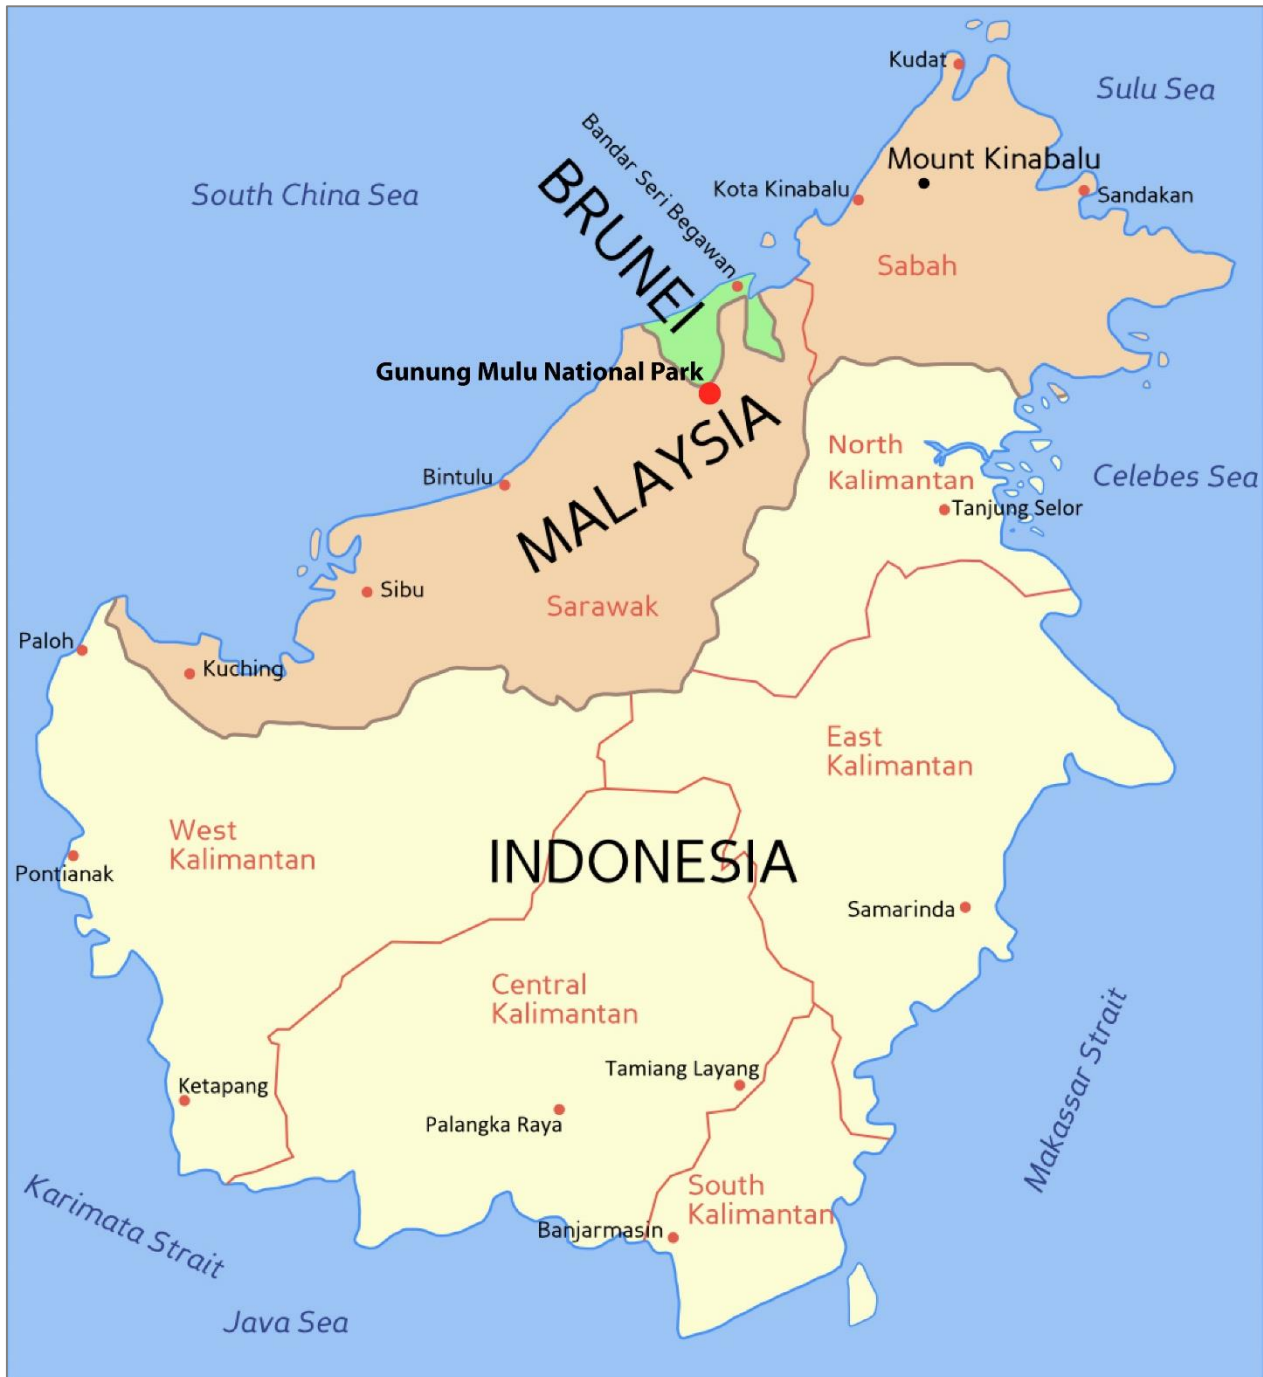 Kudat
Sulu Sea
Bandar Seri Begawan
Mount Kinabalu
BRUNEI
South China Sea
Kota Kinabalu
Sandakan
Sabah
Gunung Mulu National Park
MALAYSIA
North
Kalimantan
Bintulu
Celebes Sea
Tanjung Selor
Sibu
Sarawak
Paloh
Kuching
East
Kalimantan
West
Kalimantan
INDONESIA
Pontianak
Samarinda
Central
Kalimantan
Makassar Strait
Tamiang Layang
Ketapang
Palangka Raya
South
Kalimantan
Karimata Strait
Banjarmasin
Java Sea